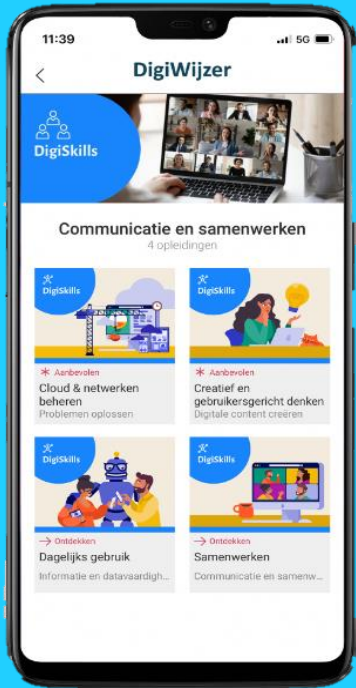 11:39
5G
DigiWijzer
DigiSkills
Communicatie en samenwerken
4 opleidingen
DigiSkills
Aanbevolen
Cloud & netwerken
beheren
Problemen oplossen
DigiSkills
Aanbevolen
Creatief en
gebruikersgericht denken
Digitale content creëren
DigiSkills
Ontdekken
Dagelijks gebruik
Informatie en datavaardigh...
DigiSkills
Ontdekken
Samenwerken
Communicatie en samenw...